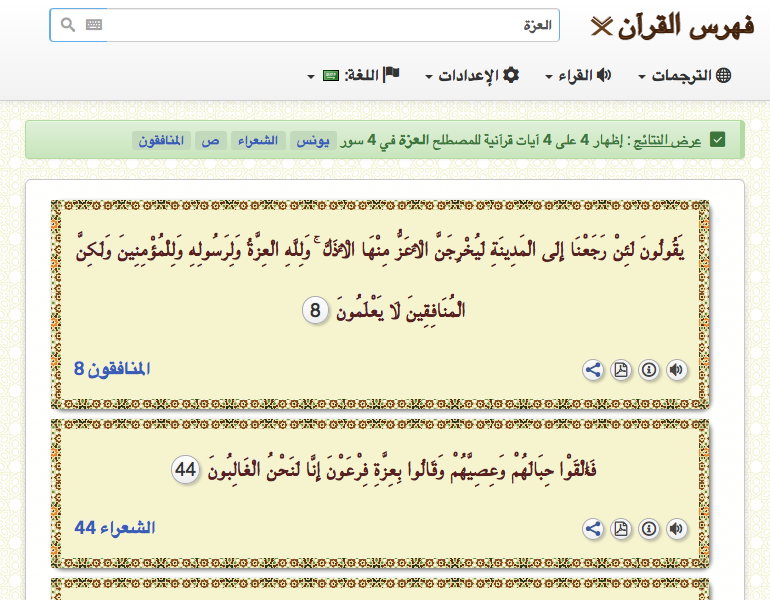 فهرس القرآن
العزة
الترجمات
القراء
الإعدادات
اللغة:
عرض النتائج : إظهار 4 على 4 آيات قرآنية للمصطلح العزة في 4 سور يونس الشعراء ص المنافقون
يَقُولُونَ لَئِنْ رَجَعْنَا إِلَى الْمَدِينَةِ لَيُخْرِجَنَّ الْأَعَزُّ مِنْهَا الْأَذَلَّ ۚ وَلِلَّهِ الْعِزَّةُ وَلِرَسُولِهِ وَلِلْمُؤْمِنِينَ وَلَٰكِنَّ
الْمُنَافِقِينَ لَا يَعْلَمُونَ 8
المنافقون 8
فَأَلْقَوْا حِبَالَهُمْ وَعِصِيَّهُمْ وَقَالُوا بِعِزَّةِ فِرْعَوْنَ إِنَّا لَنَحْنُ الْغَالِبُونَ 44
الشعراء 44